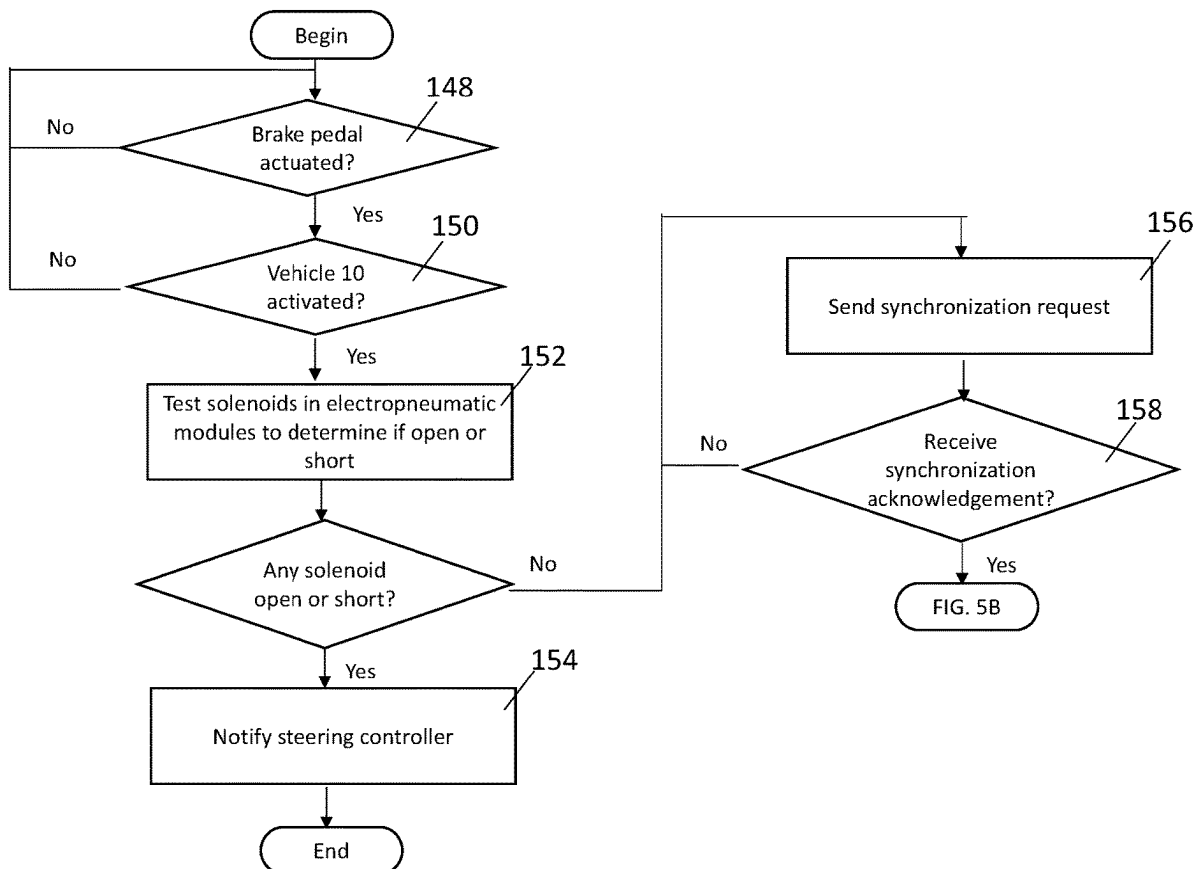 Begin
148
No
Brake pedal
actuated?
Yes
150
No
Vehicle 10
activated?
Yes
152
Test solenoids in electropneumatic
modules to determine if open or
short
Any solenoid
open or short?
No
Yes
154
Notify steering controller
End
156
Send synchronization request
158
No
Receive
synchronization
acknowledgement?
Yes
FIG. 5B